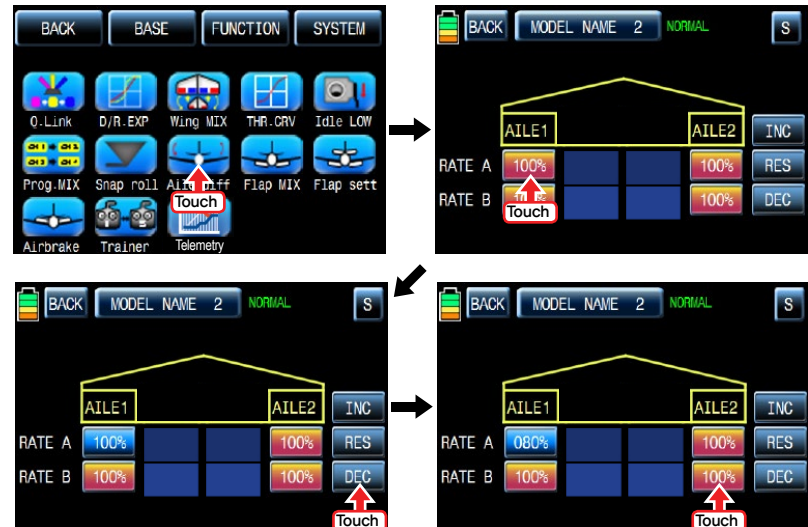 BACK BASE FUNCTION SYSTEM
Q.Link D/R.EXP Wing MIX THR.CRV Idle LOW
Prog.MIX Snap roll Flap MIX Flap sett
Touch
Airbrake Trainer Telemetry
BACK MODEL NAME 2 NORMAL S
AILE1 AILE2 INC
RATE A 100% 100% RES
RATE B 100% DEC
Touch
BACK MODEL NAME 2 NORMAL S
AILE1 AILE2 INC
RATE A 100% 100% RES
RATE B 100% 100% DEC
Touch
BACK MODEL NAME 2 NORMAL S
AILE1 AILE2 INC
RATE A 080% 100% RES
RATE B 100% 100% DEC
Touch